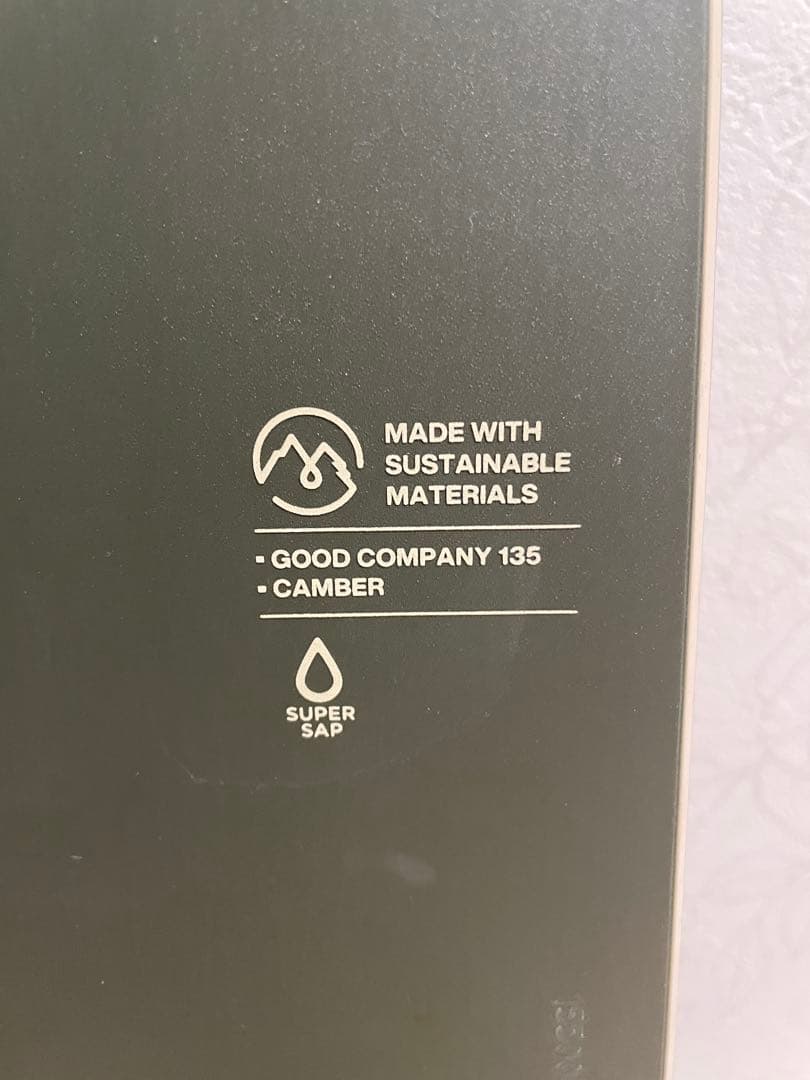 MADE WITH
SUSTAINABLE
MATERIALS
▪ GOOD COMPANY 135
▪ CAMBER
SUPER
SAP